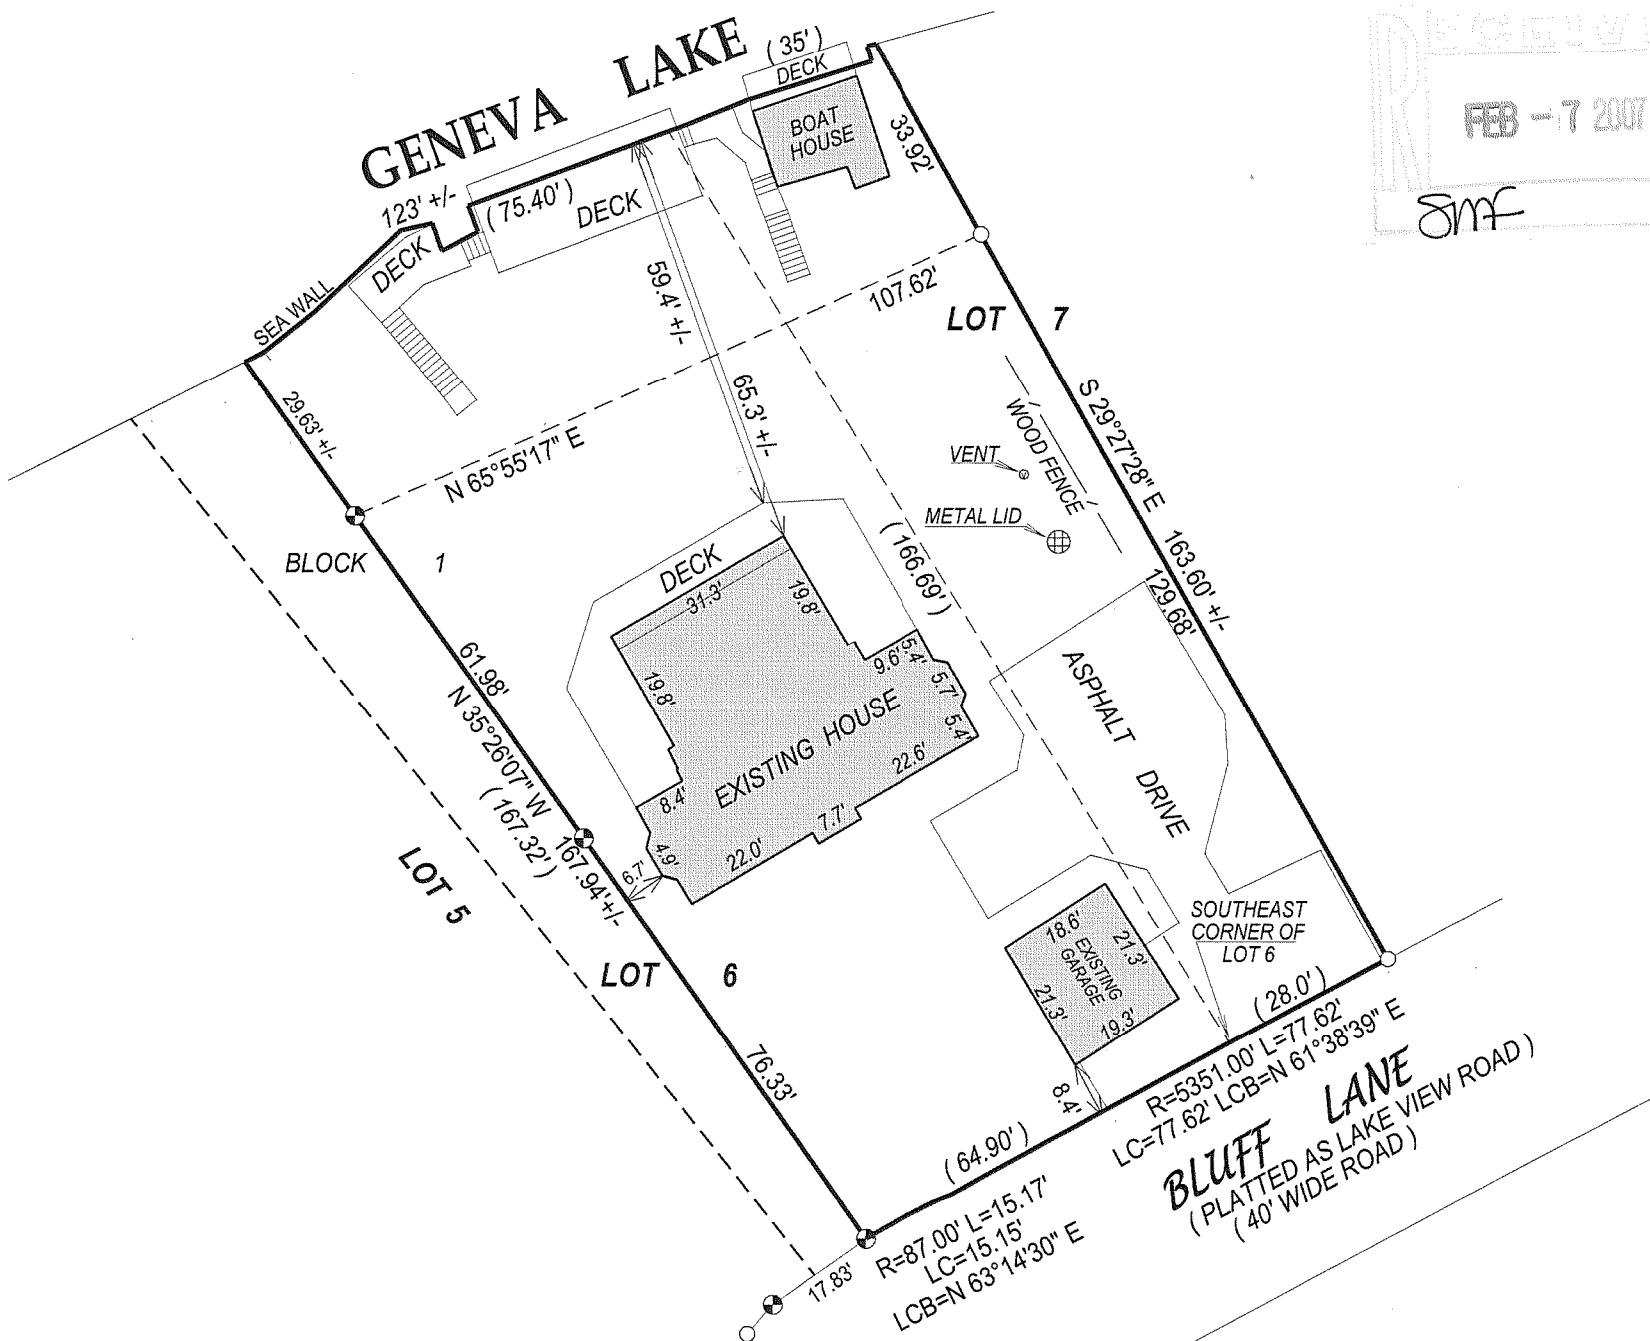 GENEVA LAKE
( 35' )
DECK
BOAT
HOUSE
33.92'
FEB - 7 2007
123' +/-
( 75.40' )
DECK
DECK
SEA WALL
59.4' +/-
107.62'
LOT 7
29.63' +/-
N 65°55'17" E
65.3' +/-
WOOD FENCE
VENT
METAL LID
S 29°27'28" E 163.60' +/-
129.68'
BLOCK 1
DECK
31.3'
19.8'
( 166.69' )
61.98'
N 35°26'07" W 167.94'+/-
( 167.32' )
19.8'
9.6'
5.4'
5.7'
5.4'
EXISTING HOUSE
8.4'
22.6'
7.7'
22.0'
4.9'
6.7'
ASPHALT DRIVE
LOT 5
LOT 6
SOUTHEAST
CORNER OF
LOT 6
18.6'
21.3'
EXISTING
GARAGE
21.3'
19.3'
8.4'
( 28.0' )
76.33'
( 64.90' )
R=5351.00' L=77.62'
LC=77.62' LCB=N 61°38'39" E
BLUFF LANE
( PLATTED AS LAKE VIEW ROAD )
( 40' WIDE ROAD )
R=87.00' L=15.17'
LC=15.15'
LCB=N 63°14'30" E
17.83'